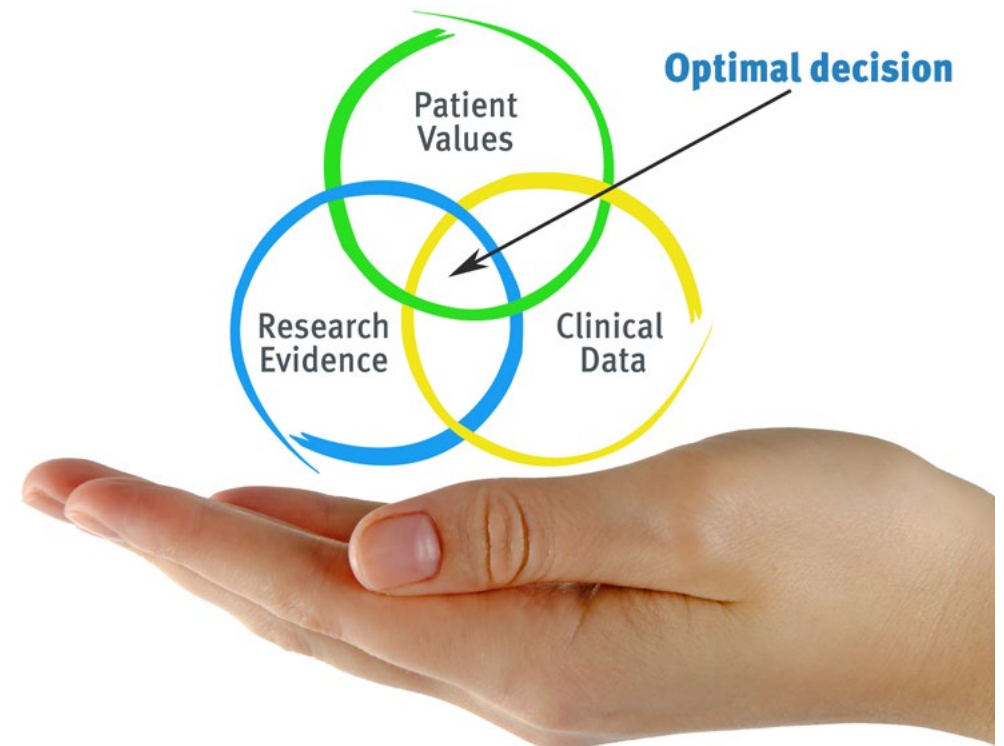 Optimal decision
Patient
Values
Research
Evidence
Clinical
Data